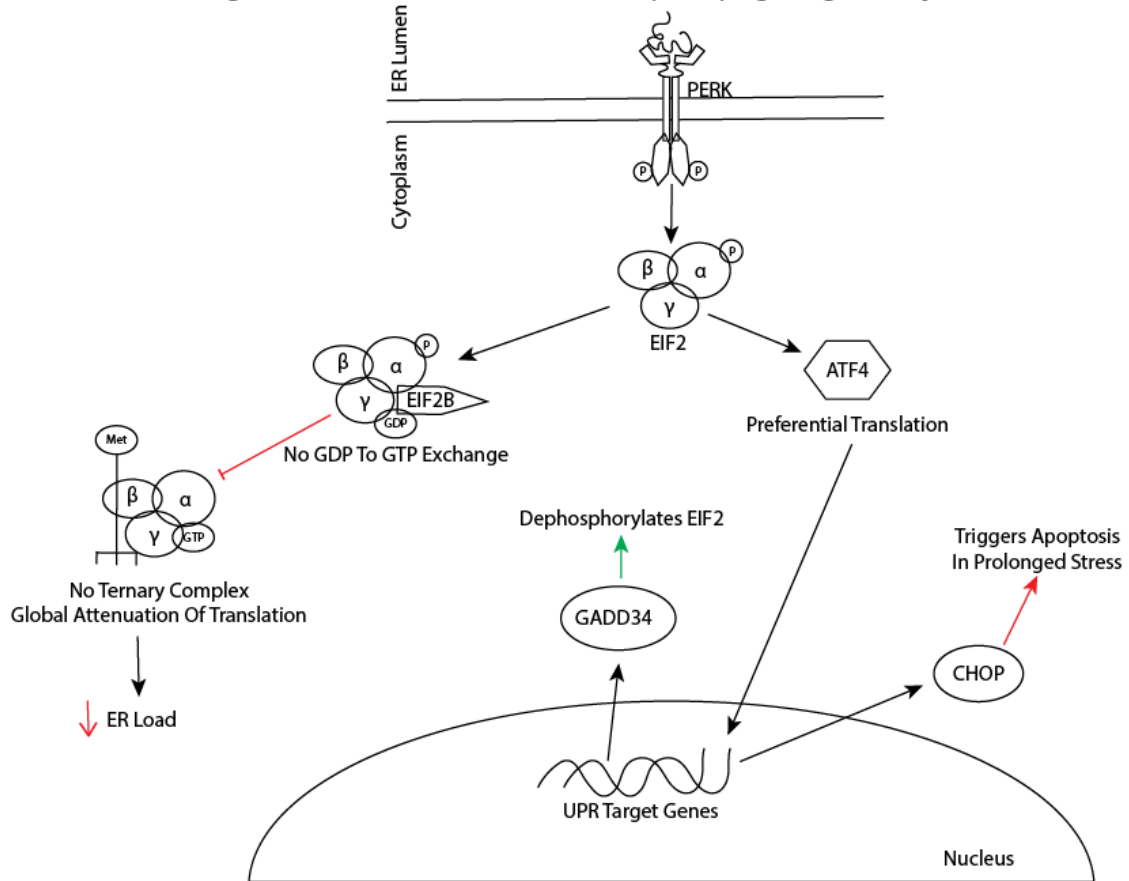 ER Lumen
PERK
Cytoplasm
P
P
P
β
α
γ
EIF2
P
β
α
γ
EIF2B
GDP
No GDP To GTP Exchange
ATF4
Preferential Translation
Met
β
α
γ
GTP
No Ternary Complex
Global Attenuation Of Translation
ER Load
Dephosphorylates EIF2
GADD34
Triggers Apoptosis
In Prolonged Stress
CHOP
UPR Target Genes
Nucleus